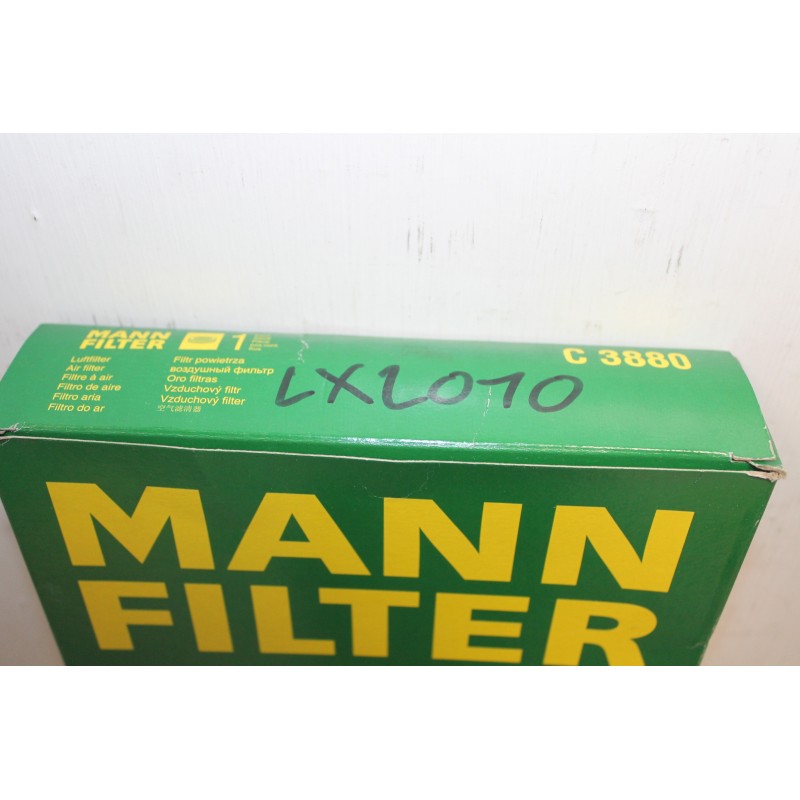 MANN
FILTER
1
Luftfilter
Air filter
Filtre à air
Filtro de aire
Filtro aria
Filtro do ar
Filtr powietrza
воздушный фильтр
Oro filtras
Vzduchový filtr
Vzduchový filter
空气滤清器
C 3880
LX2010
MANN
FILTER